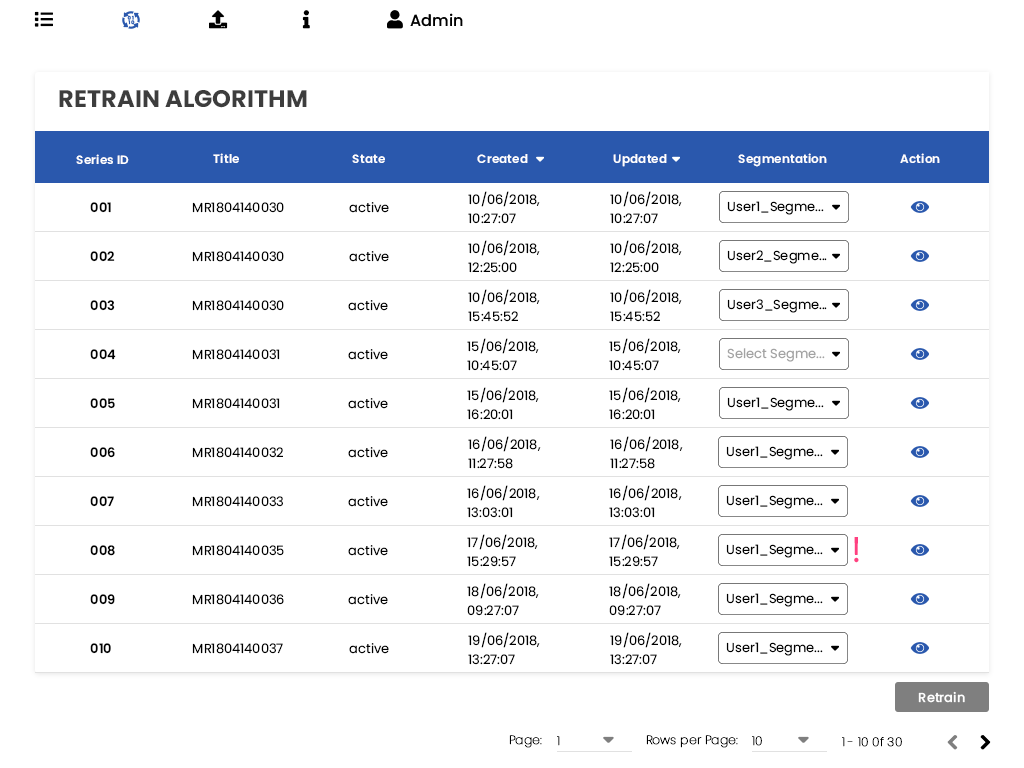 Admin
RETRAIN ALGORITHM
Series ID Title State Created Updated Segmentation Action
001 MR1804140030 active 10/06/2018, 10:27:07 10/06/2018, 10:27:07 User1_Segme...
002 MR1804140030 active 10/06/2018, 12:25:00 10/06/2018, 12:25:00 User2_Segme...
003 MR1804140030 active 10/06/2018, 15:45:52 10/06/2018, 15:45:52 User3_Segme...
004 MR1804140031 active 15/06/2018, 10:45:07 15/06/2018, 10:45:07 Select Segme...
005 MR1804140031 active 15/06/2018, 16:20:01 15/06/2018, 16:20:01 User1_Segme...
006 MR1804140032 active 16/06/2018, 11:27:58 16/06/2018, 11:27:58 User1_Segme...
007 MR1804140033 active 16/06/2018, 13:03:01 16/06/2018, 13:03:01 User1_Segme...
008 MR1804140035 active 17/06/2018, 15:29:57 17/06/2018, 15:29:57 User1_Segme... !
009 MR1804140036 active 18/06/2018, 09:27:07 18/06/2018, 09:27:07 User1_Segme...
010 MR1804140037 active 19/06/2018, 13:27:07 19/06/2018, 13:27:07 User1_Segme...
Retrain
Page: 1 Rows per Page: 10 1 - 10 0f 30